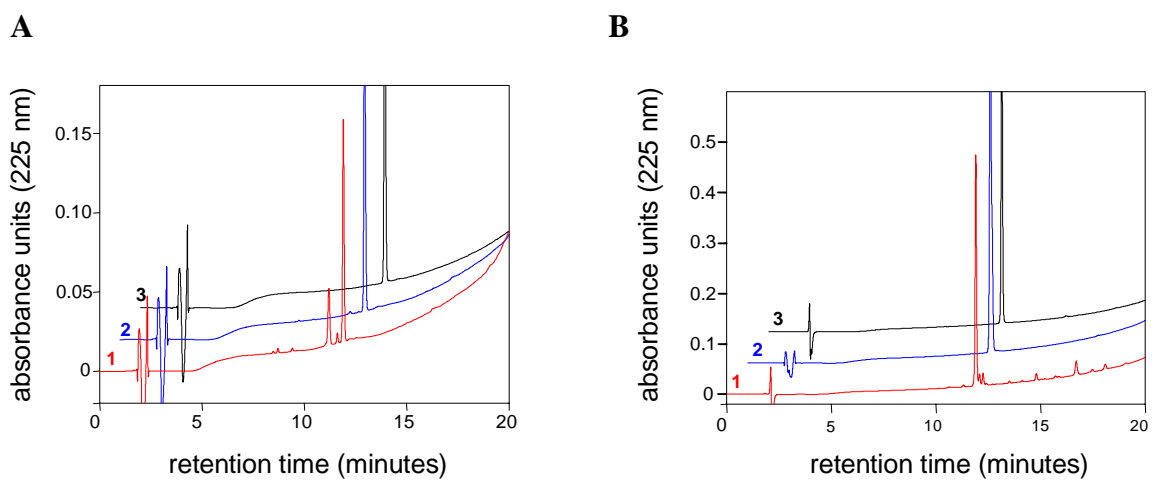 A
absorbance units (225 nm)
0.15
0.10
0.05
0
3
2
1
0 5 10 15 20
retention time (minutes)
B
absorbance units (225 nm)
0.5
0.4
0.3
0.2
0.1
0
3
2
1
0 5 10 15 20
retention time (minutes)